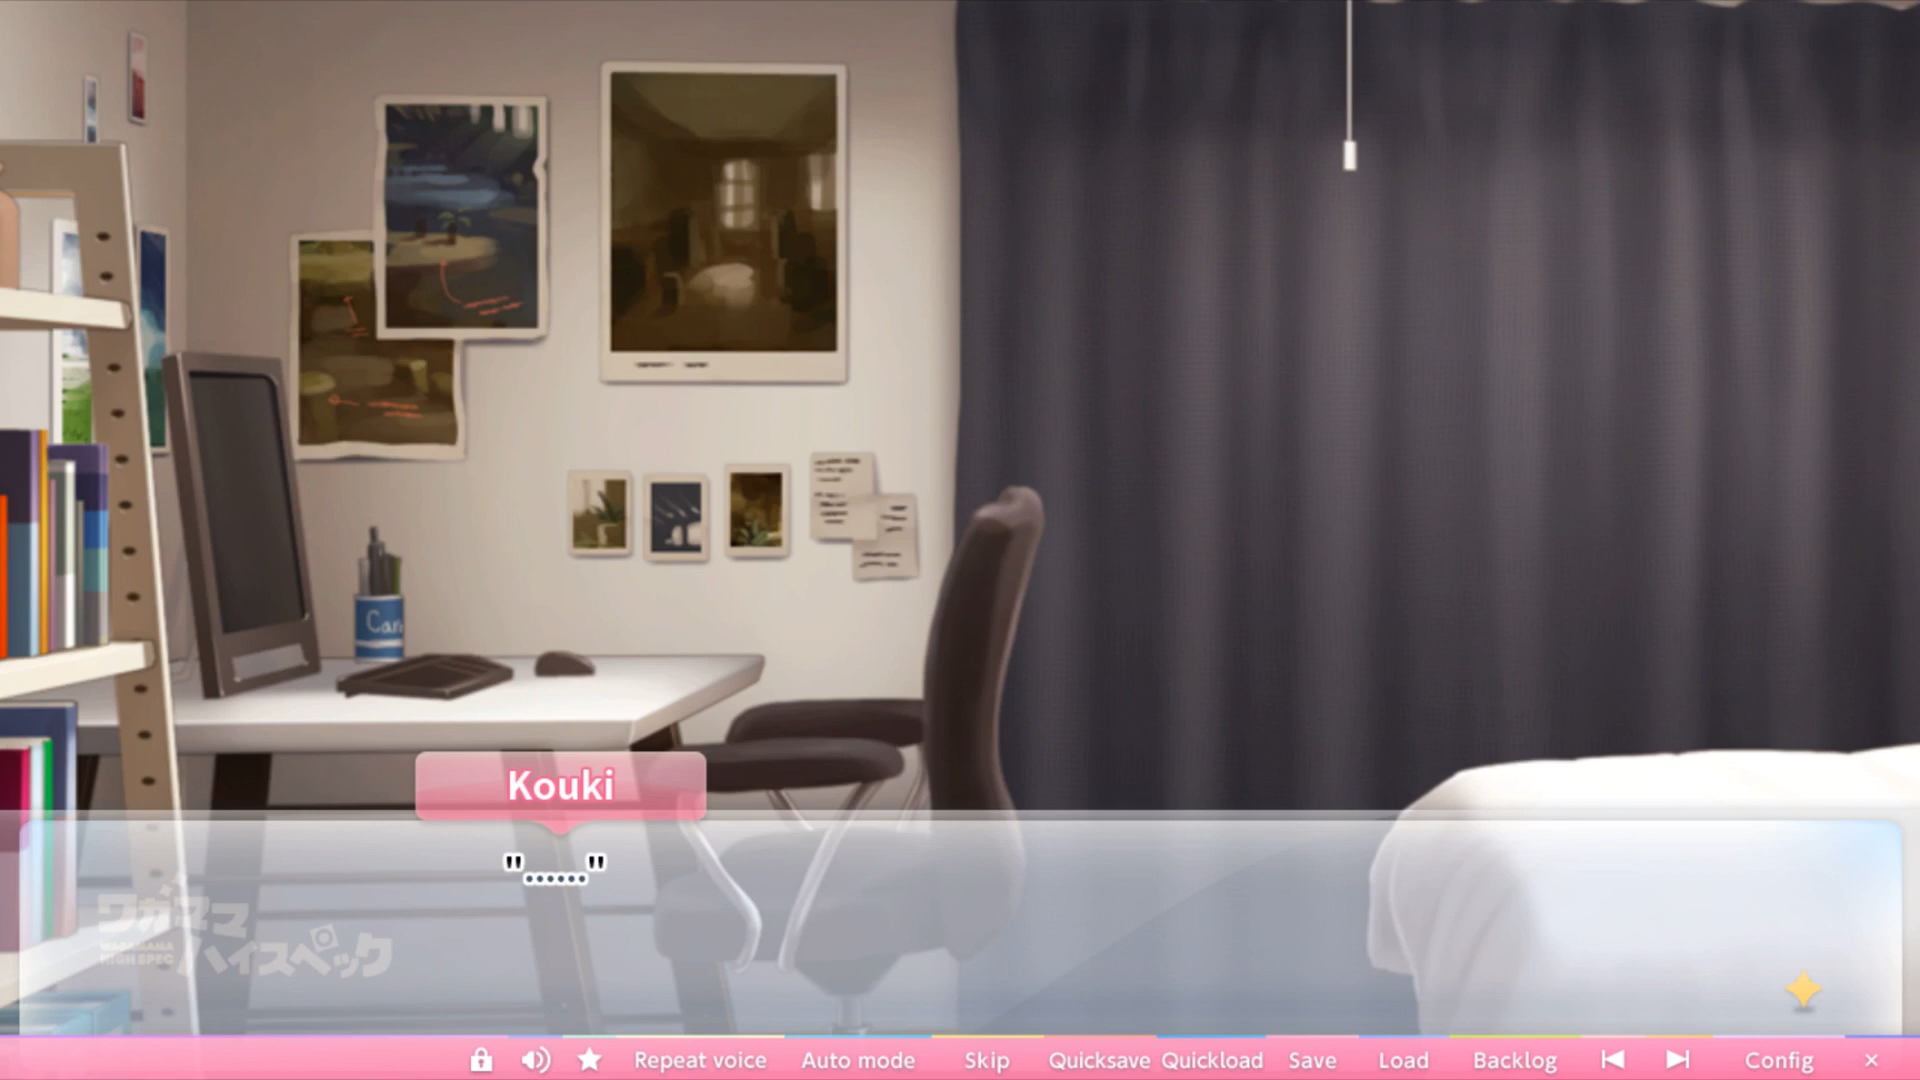 Can
Kouki
"......"
ワガママ
WAGAMAMA
HIGH SPEC
ハイスペック
Repeat voice
Auto mode
Skip
Quicksave
Quickload
Save
Load
Backlog
Config
×